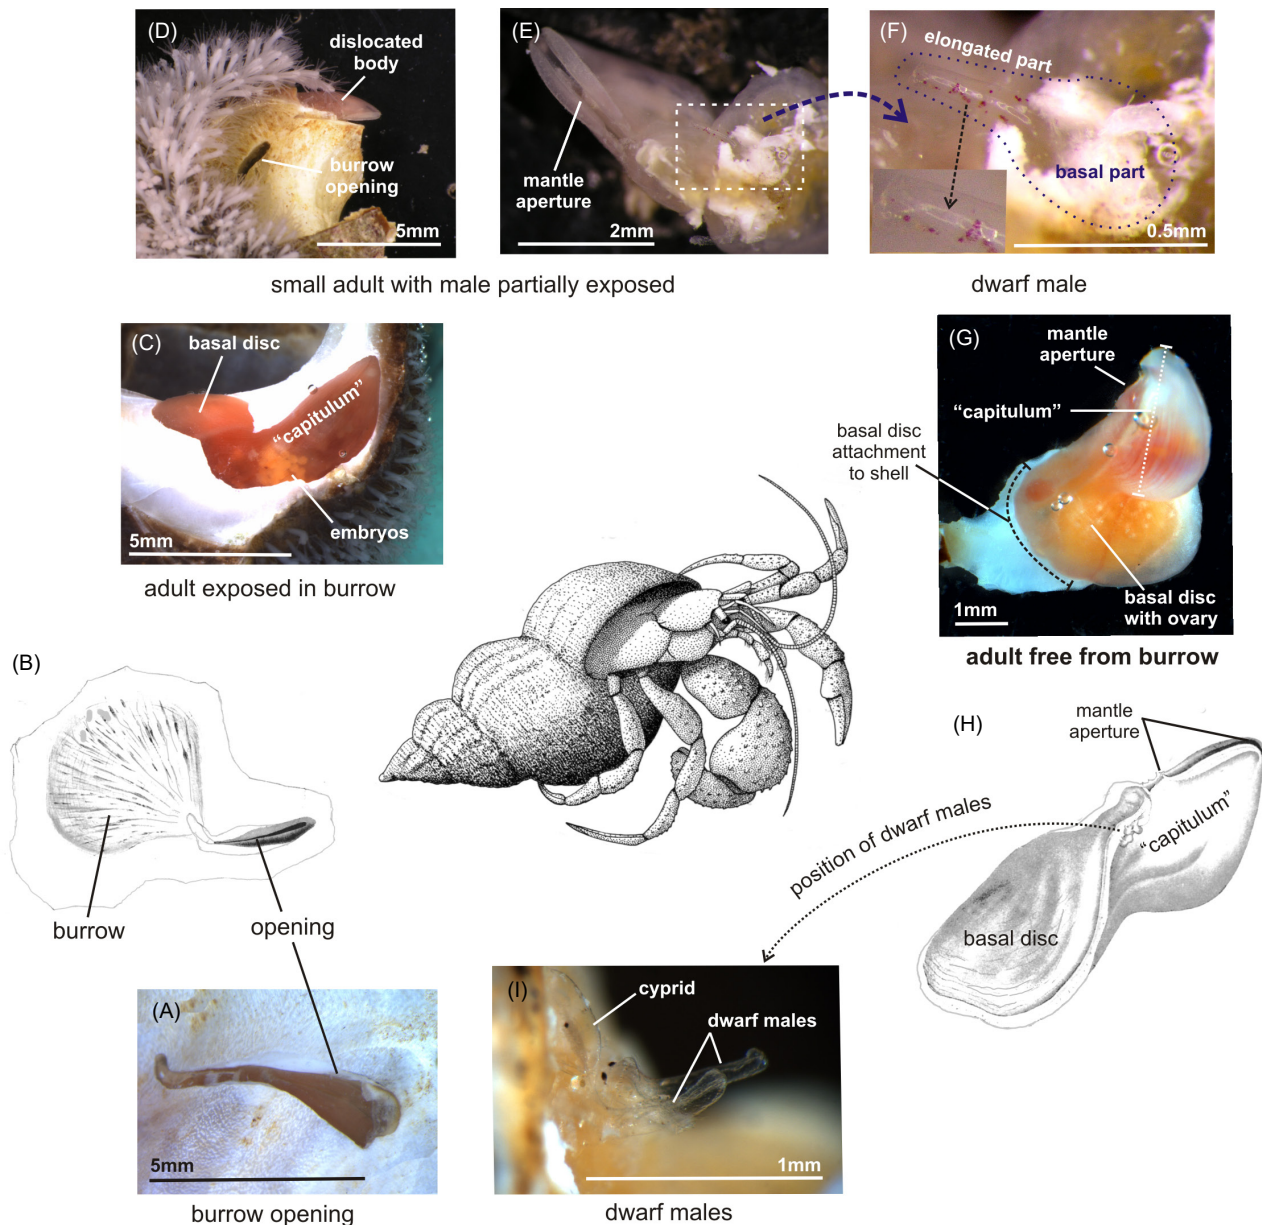 (D)
dislocated
body
burrow
opening
5mm
(E)
mantle
aperture
2mm
(F)
elongated part
basal part
0.5mm
small adult with male partially exposed
dwarf male
(C)
basal disc
“capitulum”
embryos
5mm
adult exposed in burrow
(G)
mantle
aperture
“capitulum”
basal disc
attachment
to shell
basal disc
with ovary
1mm
adult free from burrow
(B)
burrow
opening
(H)
mantle
aperture
“capitulum”
basal disc
position of dwarf males
(A)
5mm
burrow opening
(I)
cyprid
dwarf males
1mm
dwarf males